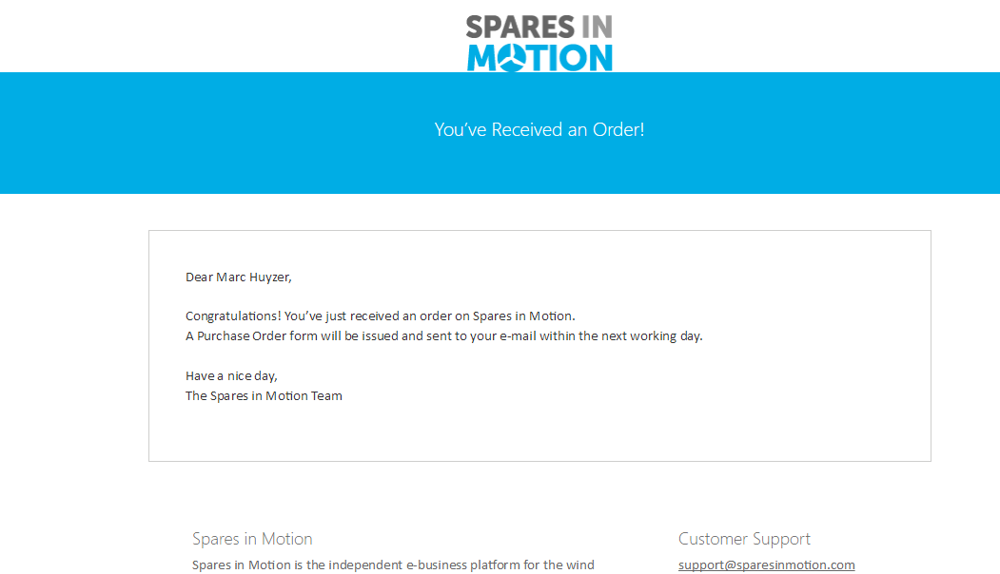 SPARES IN
MOTION
You've Received an Order!
Dear Marc Huyzer,
Congratulations! You've just received an order on Spares in Motion.
A Purchase Order form will be issued and sent to your e-mail within the next working day.
Have a nice day,
The Spares in Motion Team
Spares in Motion
Customer Support
Spares in Motion is the independent e-business platform for the wind
support@sparesinmotion.com